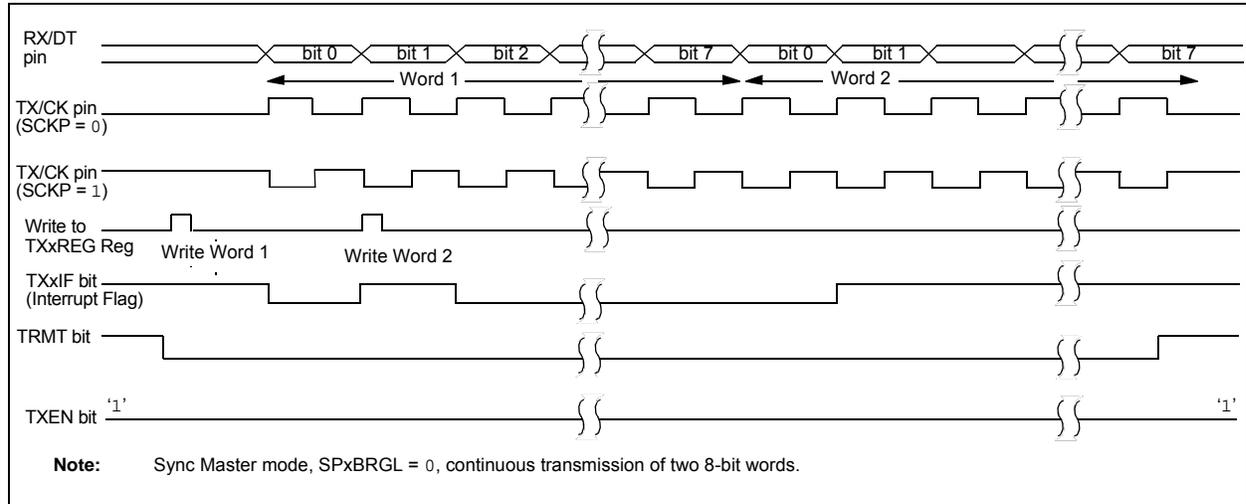 RX/DT
pin
bit 0 bit 1 bit 2 bit 7 bit 0 bit 1 bit 7
Word 1 Word 2
TX/CK pin
(SCKP = 0)
TX/CK pin
(SCKP = 1)
Write to
TXxREG Reg
Write Word 1 Write Word 2
TXxIF bit
(Interrupt Flag)
TRMT bit
TXEN bit '1' '1'
Note: Sync Master mode, SPxBRGL = 0, continuous transmission of two 8-bit words.